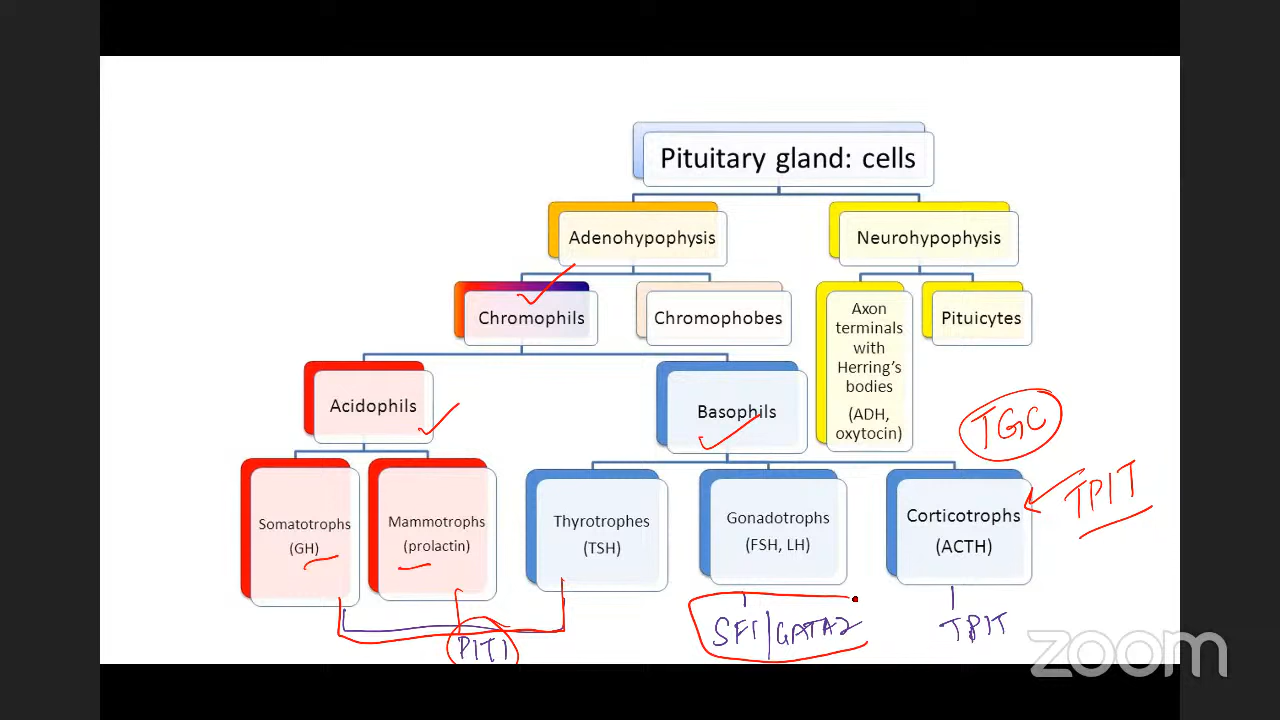 Pituitary gland: cells
Adenohypophysis
Neurohypophysis
Chromophils
Chromophobes
Axon
terminals
with
Herring's
bodies
(ADH,
oxytocin)
Pituicytes
Acidophils
Basophils
TGC
TPIT
Somatotrophs
(GH)
Mammotrophs
(prolactin)
Thyrotrophes
(TSH)
Gonadotrophs
(FSH, LH)
Corticotrophs
(ACTH)
PIT1
SF1/GATA2
TPIT
zoom